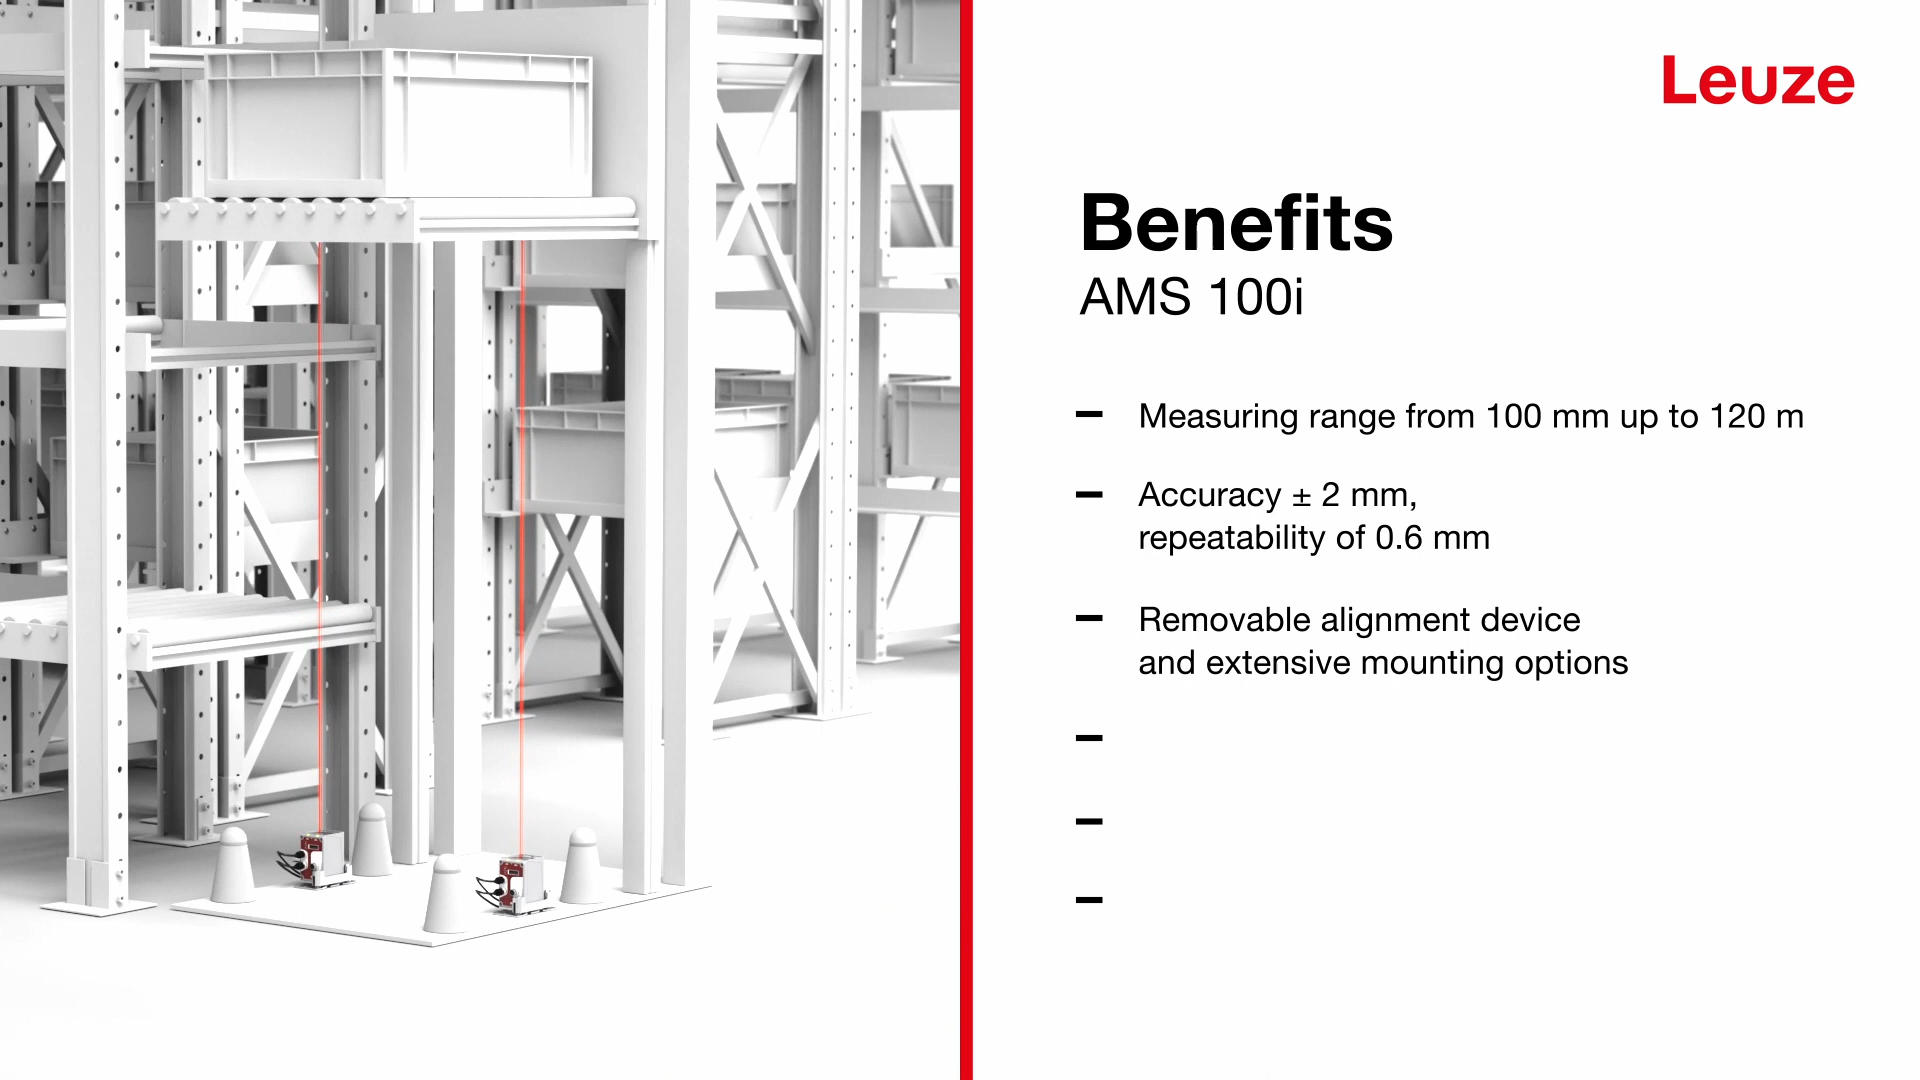 Leuze
Benefits
AMS 100i
– Measuring range from 100 mm up to 120 m
– Accuracy ± 2 mm,
repeatability of 0.6 mm
– Removable alignment device
and extensive mounting options
–
–
–